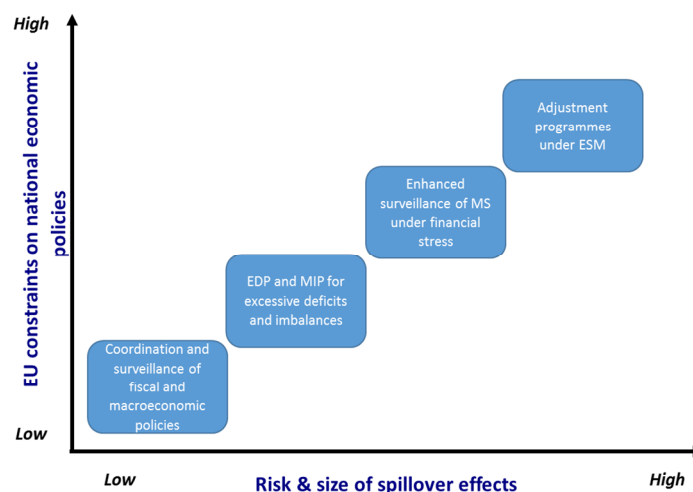 High
EU constraints on national economic
policies
Adjustment
programmes
under ESM
Enhanced
surveillance of MS
under financial
stress
EDP and MIP for
excessive deficits
and imbalances
Coordination and
surveillance of
fiscal and
macroeconomic
policies
Low
Low
Risk & size of spillover effects
High